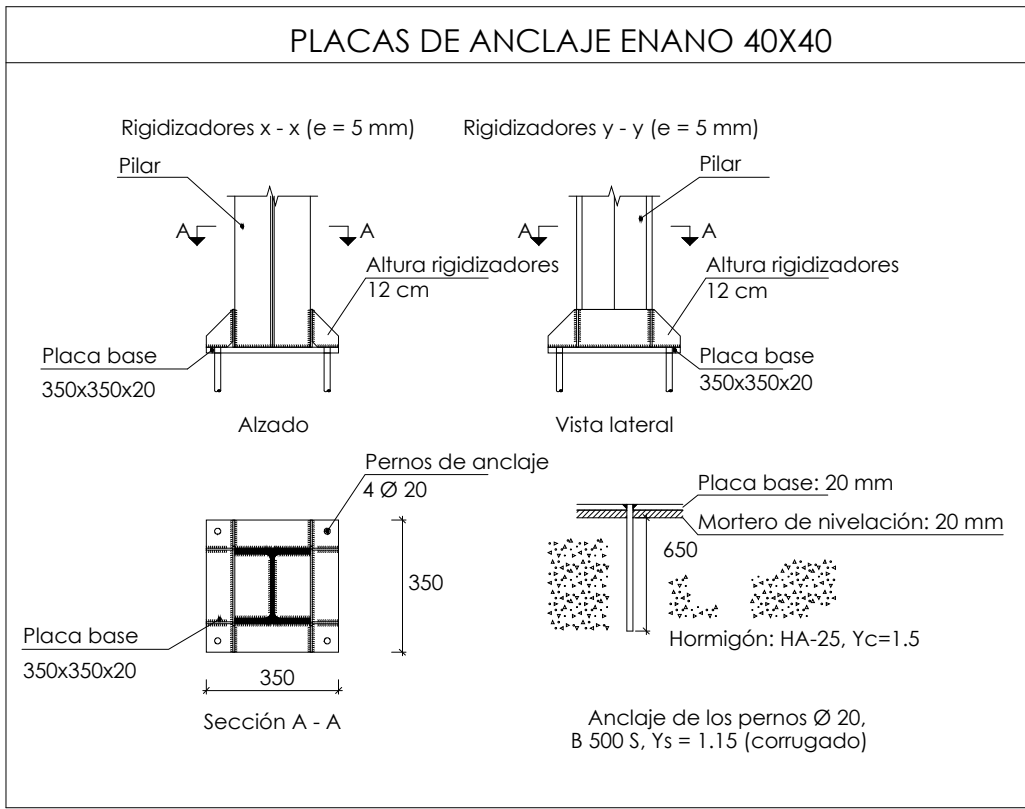 PLACAS DE ANCLAJE ENANO 40X40
Rigidizadores x - x (e = 5 mm)
Rigidizadores y - y (e = 5 mm)
Pilar
Pilar
A
A
A
A
Altura rigidizadores
12 cm
Altura rigidizadores
12 cm
Placa base
350x350x20
Placa base
350x350x20
Alzado
Vista lateral
Pernos de anclaje
4 Ø 20
Placa base: 20 mm
Mortero de nivelación: 20 mm
650
350
Placa base
350x350x20
350
Hormigón: HA-25, Yc=1.5
Sección A - A
Anclaje de los pernos Ø 20,
B 500 S, Ys = 1.15 (corrugado)